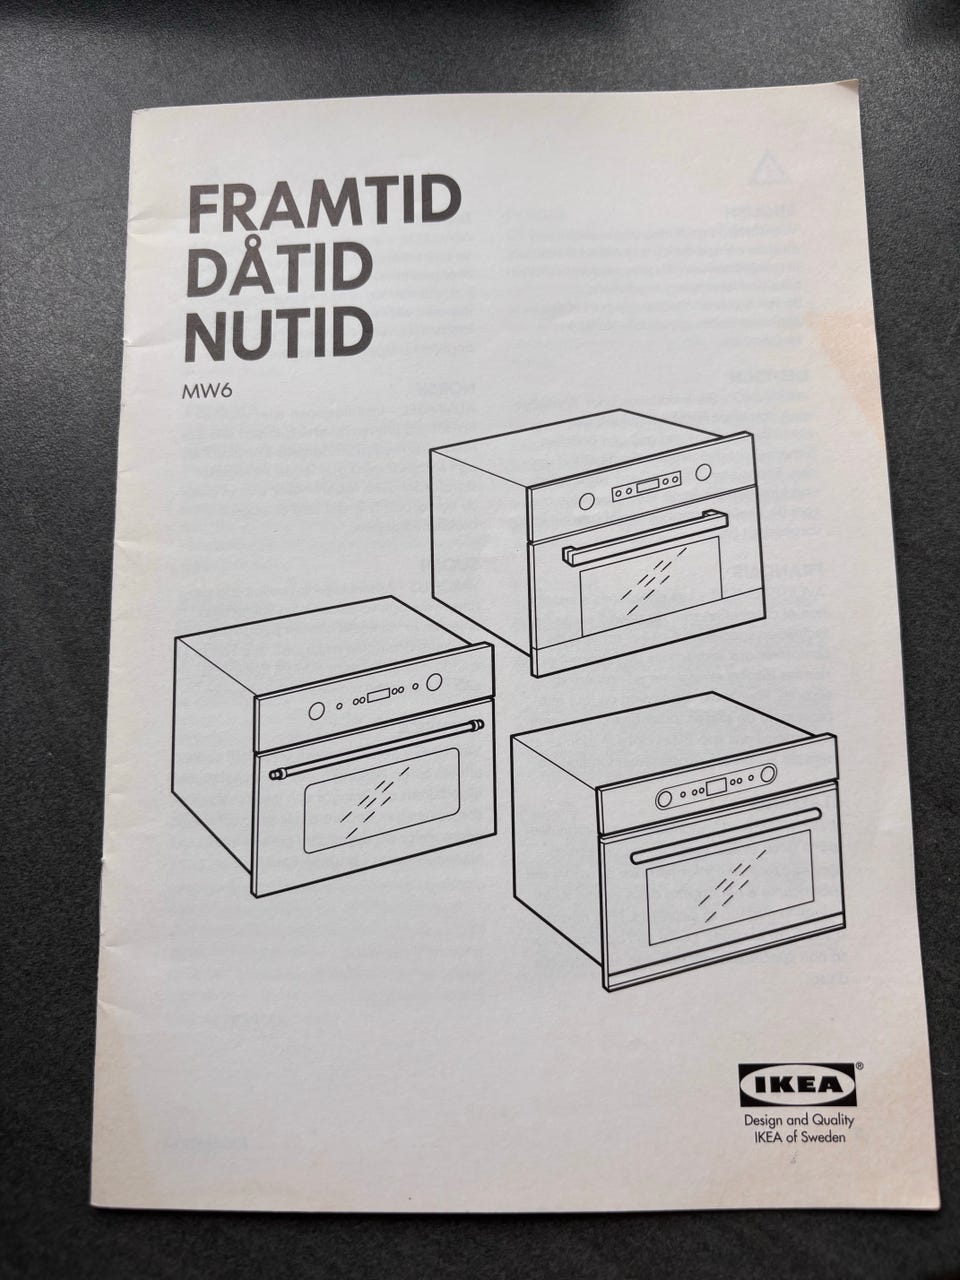 FRAMTID
DÅTID
NUTID
MW6
IKEA®
Design and Quality
IKEA of Sweden